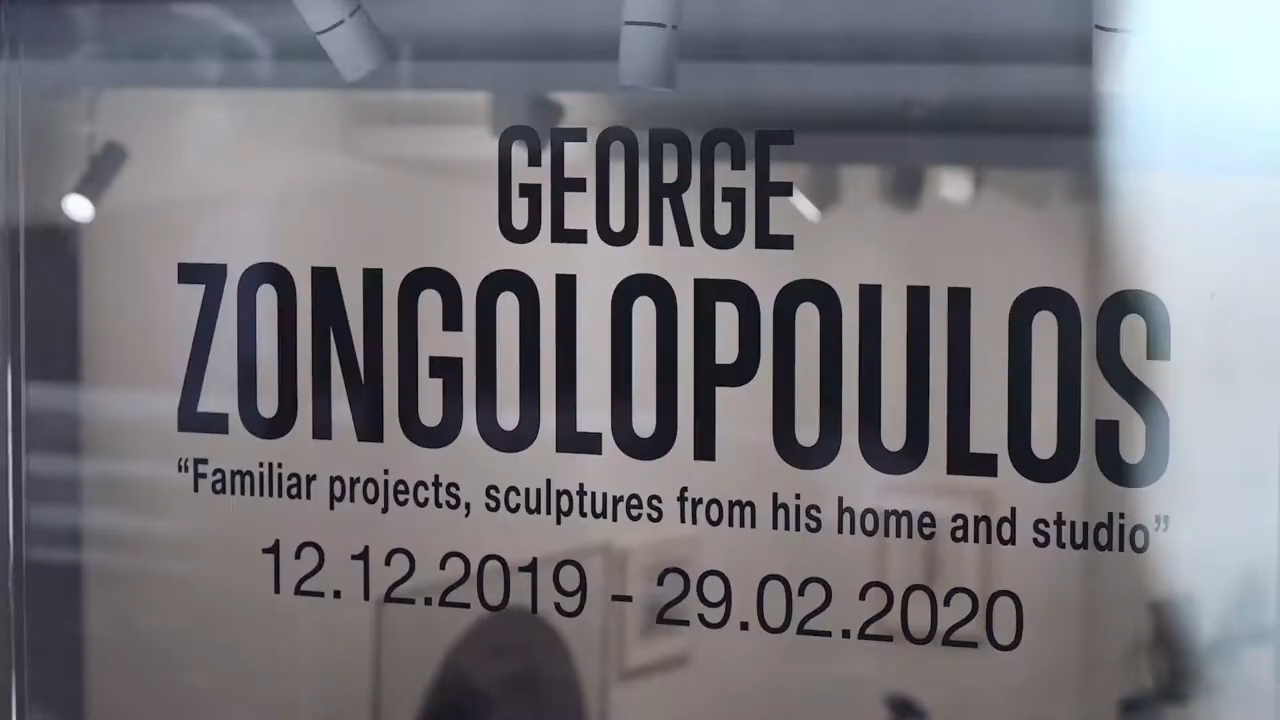 GEORGE
ZONGOLOPOULOS
“Familiar projects, sculptures from his home and studio”
12.12.2019 - 29.02.2020